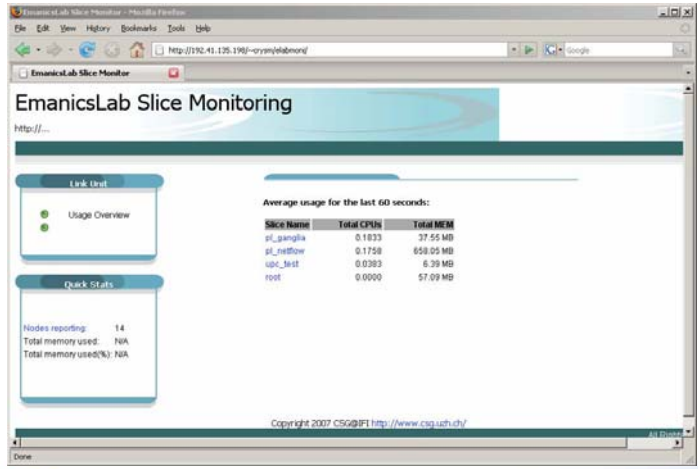 EmanicsLab Slice Monitor - Mozilla Firefox
File Edit View History Bookmarks Tools Help
http://192.41.135.198/~crysm/elabmoni/
Google
EmanicsLab Slice Monitor
EmanicsLab Slice Monitoring
http://...
Link Unit
Usage Overview
Quick Stats
Nodes reporting: 14
Total memory used: N/A
Total memory used(%): N/A
Average usage for the last 60 seconds:
Slice Name Total CPUs Total MEM
pl_ganglia 0.1833 37.55 MB
pl_netflow 0.1758 658.05 MB
upc_test 0.0383 6.39 MB
root 0.0000 57.09 MB
Copyright 2007 CSG@IFI http://www.csg.uzh.ch/
All Rights
Done